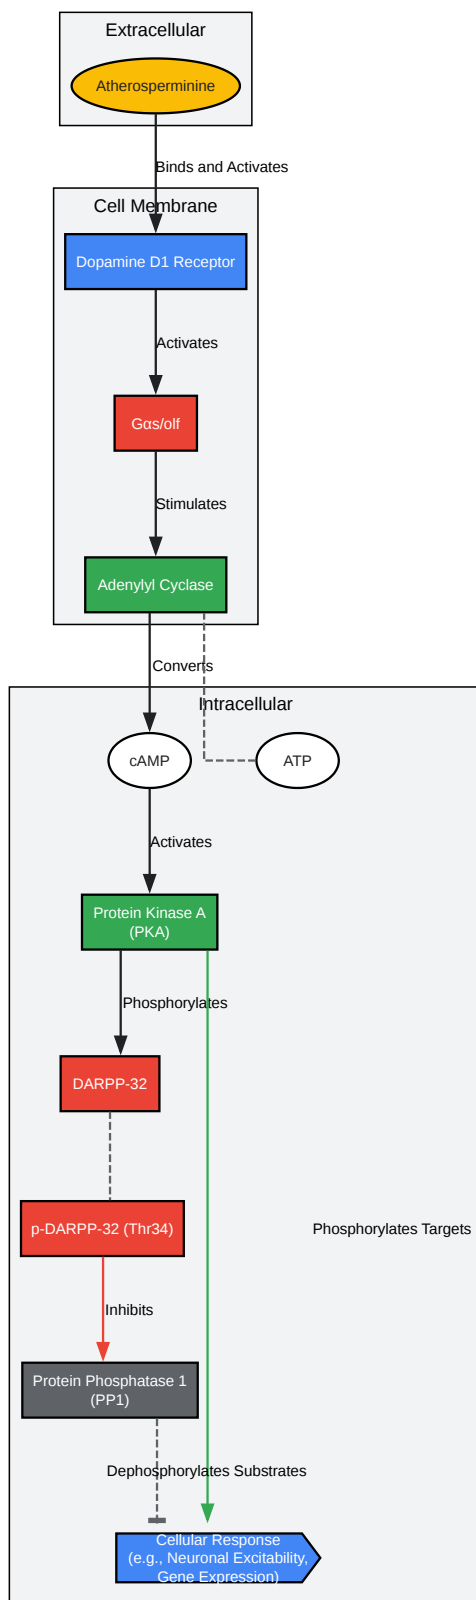 Extracellular
Atherosperminine
Binds and Activates
Cell Membrane
Dopamine D1 Receptor
Activates
Gαs/olf
Stimulates
Adenylyl Cyclase
Converts
Intracellular
cAMP
ATP
Activates
Protein Kinase A
(PKA)
Phosphorylates
DARPP-32
p-DARPP-32 (Thr34)
Phosphorylates Targets
Inhibits
Protein Phosphatase 1
(PP1)
Dephosphorylates Substrates
Cellular Response
(e.g., Neuronal Excitability,
Gene Expression)